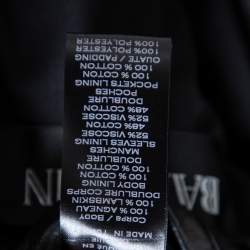 Corps / BODY
100 % AGNEAU
100 % LAMBSKIN
DOUBLURE CORPS
BODY LINING
100 % COTON
100 % COTTON
DOUBLURE
MANCHES
SLEEVES LINING
52% VISCOSE
48% COTON
52% VISCOSE
48% COTTON
DOUBLURE
POCHES
POCKETS LINING
100 % COTON
100 % COTTON
OUATE / PADDING
100% POLYESTER
100% POLYESTER